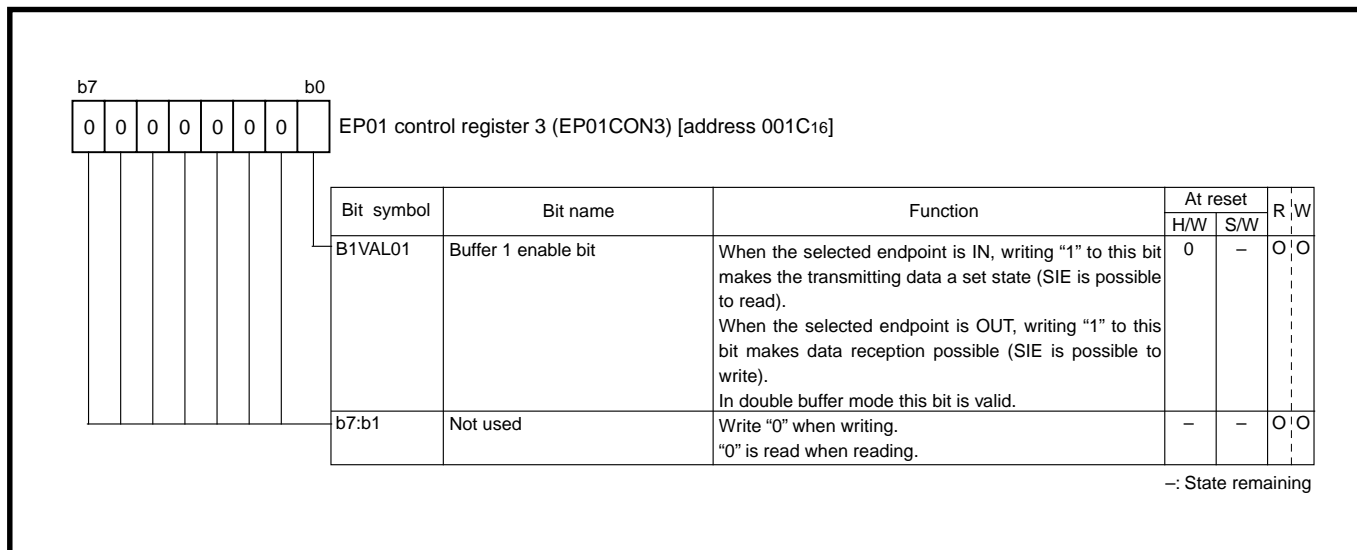 b7 b0
0 0 0 0 0 0 0
EP01 control register 3 (EP01CON3) [address 001C16]
Bit symbol Bit name Function At reset R W
H/W S/W
B1VAL01 Buffer 1 enable bit When the selected endpoint is IN, writing “1” to this bit 0 – O O
makes the transmitting data a set state (SIE is possible
to read).
When the selected endpoint is OUT, writing “1” to this
bit makes data reception possible (SIE is possible to
write).
In double buffer mode this bit is valid.
b7:b1 Not used Write “0” when writing. – – O O
“0” is read when reading.
–: State remaining